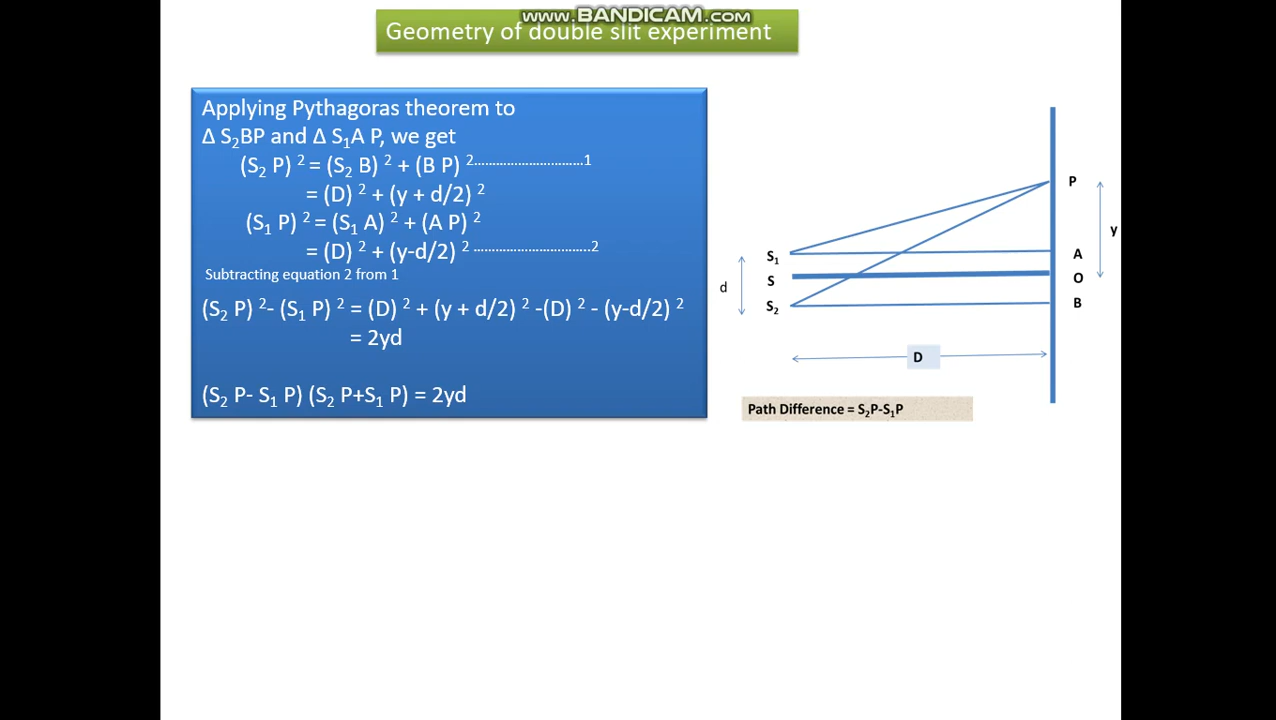 www.BANDICAM.com
Geometry of double slit experiment
Applying Pythagoras theorem to
Δ S₂BP and Δ S₁A P, we get
(S₂ P) ² = (S₂ B) ² + (B P) ²..............................1
= (D) ² + (y + d/2) ²
(S₁ P) ² = (S₁ A) ² + (A P) ²
= (D) ² + (y-d/2) ² .................................2
Subtracting equation 2 from 1
(S₂ P) ²- (S₁ P) ² = (D) ² + (y + d/2) ² -(D) ² - (y-d/2) ²
= 2yd
(S₂ P- S₁ P) (S₂ P+S₁ P) = 2yd
P
y
S₁
A
S
O
d
S₂
B
D
Path Difference = S₂P-S₁P